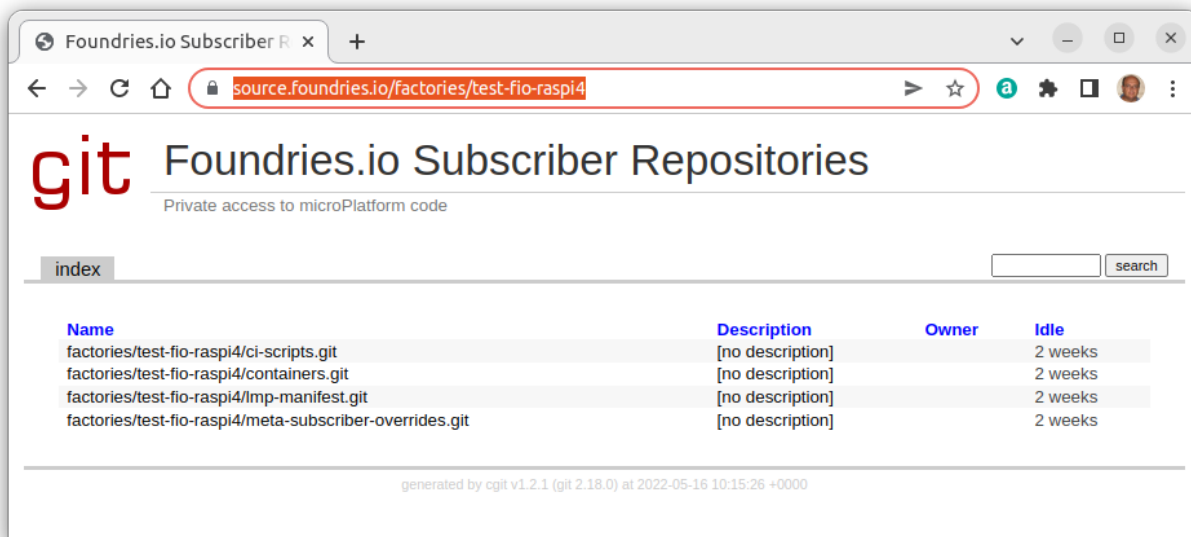 Foundries.io Subscriber R
source.foundries.io/factories/test-fio-raspi4
a
git
Foundries.io Subscriber Repositories
Private access to microPlatform code
index
search
Name Description Owner Idle
factories/test-fio-raspi4/ci-scripts.git [no description] 2 weeks
factories/test-fio-raspi4/containers.git [no description] 2 weeks
factories/test-fio-raspi4/lmp-manifest.git [no description] 2 weeks
factories/test-fio-raspi4/meta-subscriber-overrides.git [no description] 2 weeks
generated by cgit v1.2.1 (git 2.18.0) at 2022-05-16 10:15:26 +0000